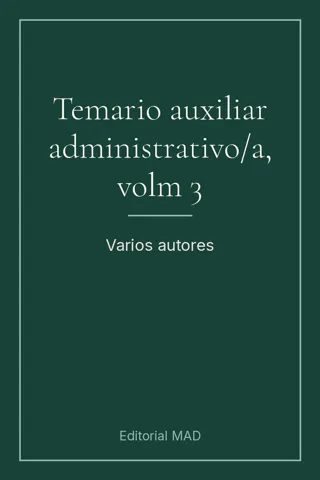 Temario auxiliar
administrativo/a,
volm 3
Varios autores
Editorial MAD